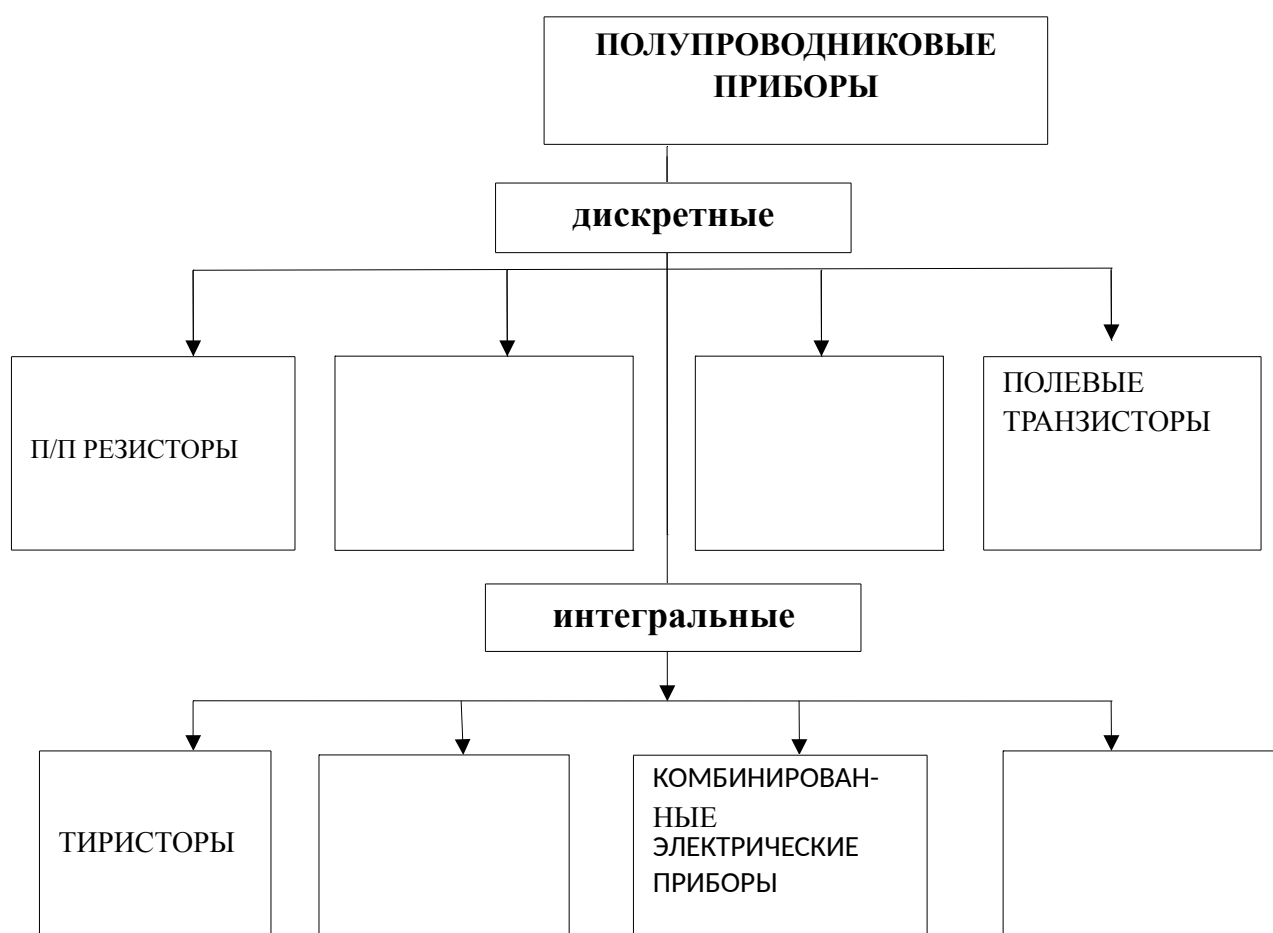 ПОЛУПРОВОДНИКОВЫЕ
ПРИБОРЫ
дискретные
П/П РЕЗИСТОРЫ
ПОЛЕВЫЕ
ТРАНЗИСТОРЫ
интегральные
ТИРИСТОРЫ
КОМБИНИРОВАН-
НЫЕ
ЭЛЕКТРИЧЕСКИЕ
ПРИБОРЫ